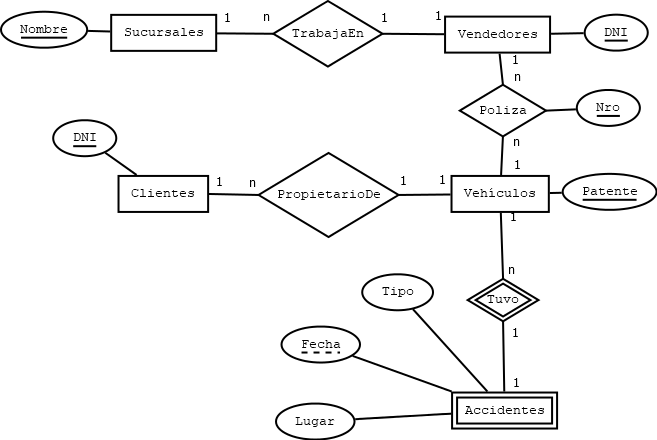 Nombre
Sucursales
1
n
TrabajaEn
1
1
Vendedores
DNI
1
n
Poliza
Nro
n
1
DNI
Clientes
1
n
PropietarioDe
1
1
Vehículos
Patente
1
n
Tuvo
1
1
Tipo
Fecha
Lugar
Accidentes